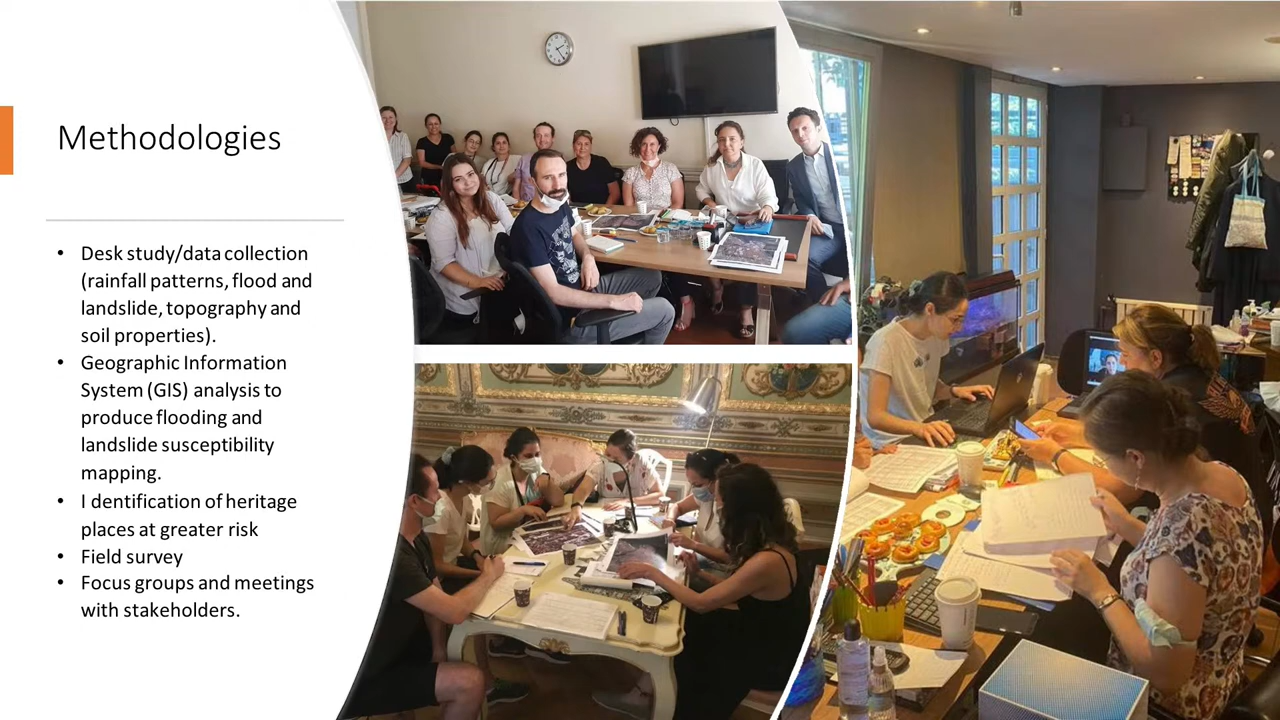 Methodologies
• Desk study/data collection
(rainfall patterns, flood and
landslide, topography and
soil properties).
• Geographic Information
System (GIS) analysis to
produce flooding and
landslide susceptibility
mapping.
• I dentification of heritage
places at greater risk
• Field survey
• Focus groups and meetings
with stakeholders.